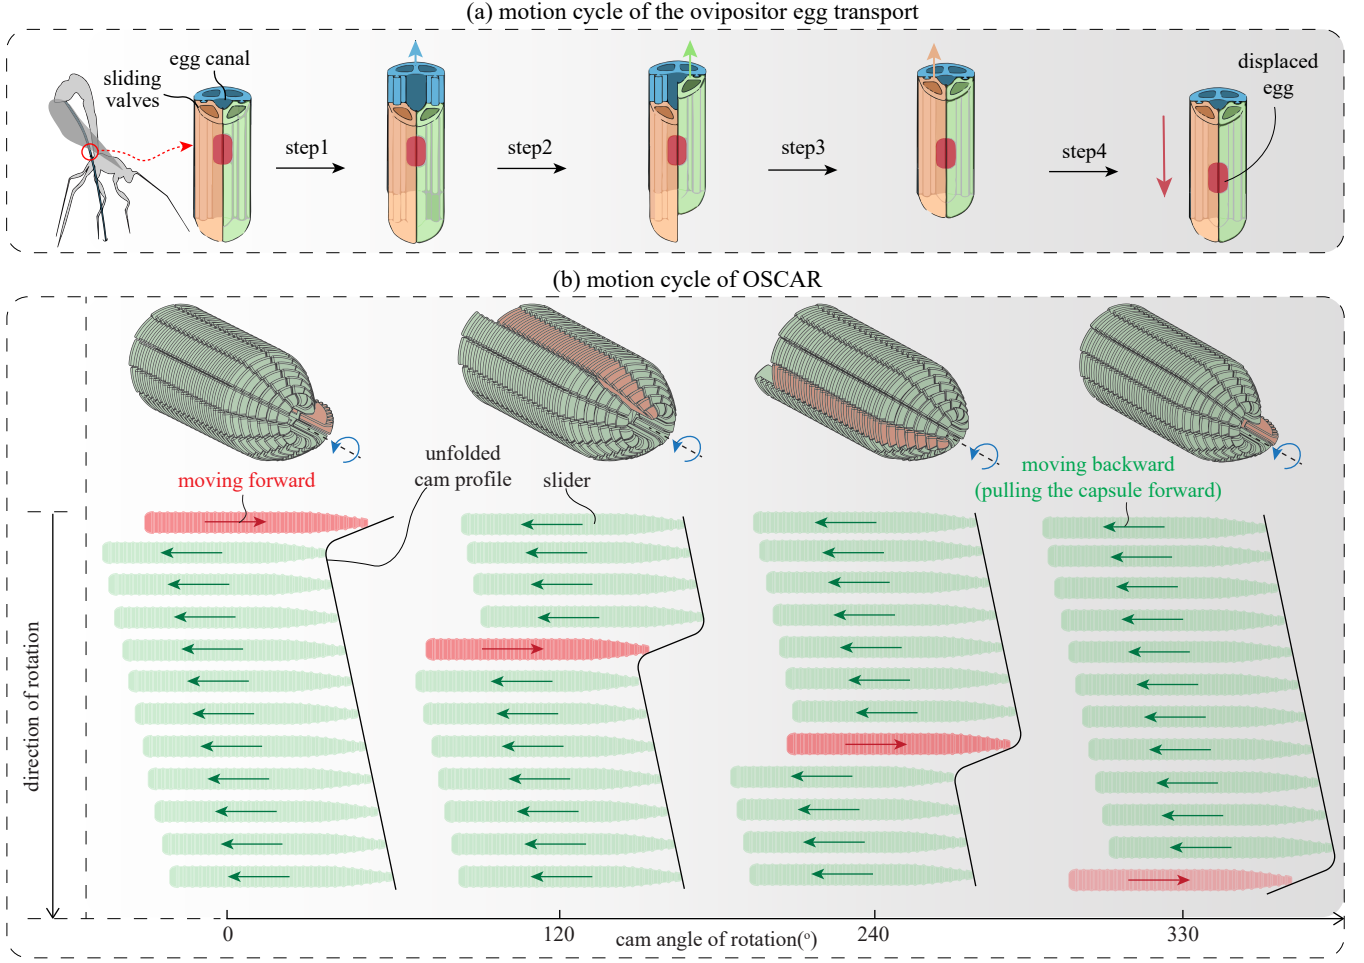 (a) motion cycle of the ovipositor egg transport
egg canal
sliding
valves
step1
step2
step3
step4
displaced
egg
(b) motion cycle of OSCAR
moving forward
unfolded
cam profile
slider
moving backward
(pulling the capsule forward)
direction of rotation
0
120
240
330
cam angle of rotation(°)